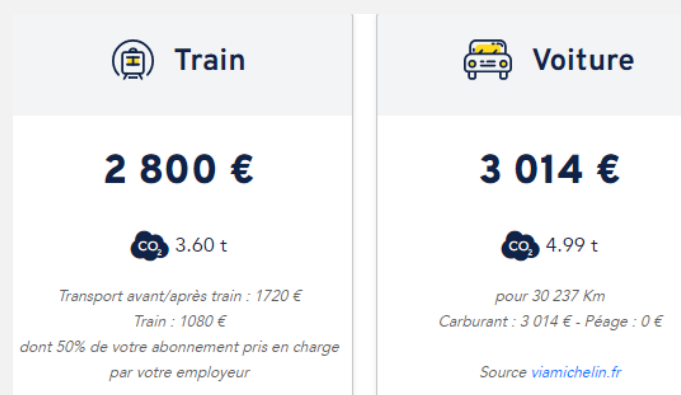 Train
2 800 €
CO2 3.60 t
Transport avant/après train : 1720 €
Train : 1080 €
dont 50% de votre abonnement pris en charge
par votre employeur
Voiture
3 014 €
CO2 4.99 t
pour 30 237 Km
Carburant : 3 014 € - Péage : 0 €
Source viamichelin.fr